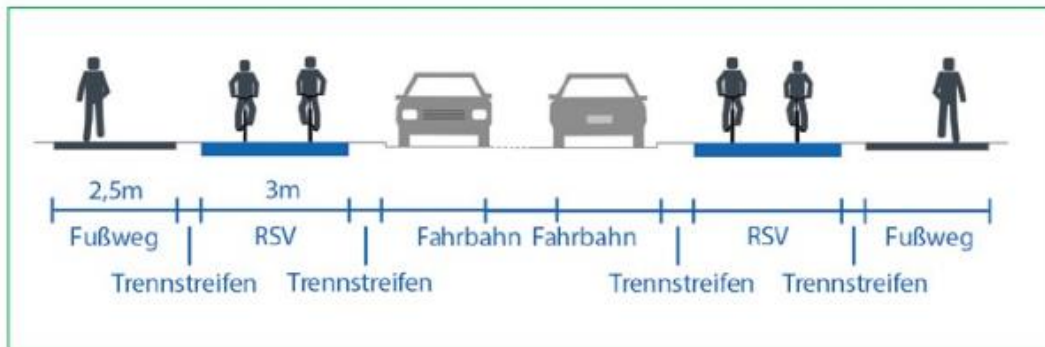 2,5m 3m
Fußweg RSV Fahrbahn Fahrbahn RSV Fußweg
Trennstreifen Trennstreifen Trennstreifen Trennstreifen